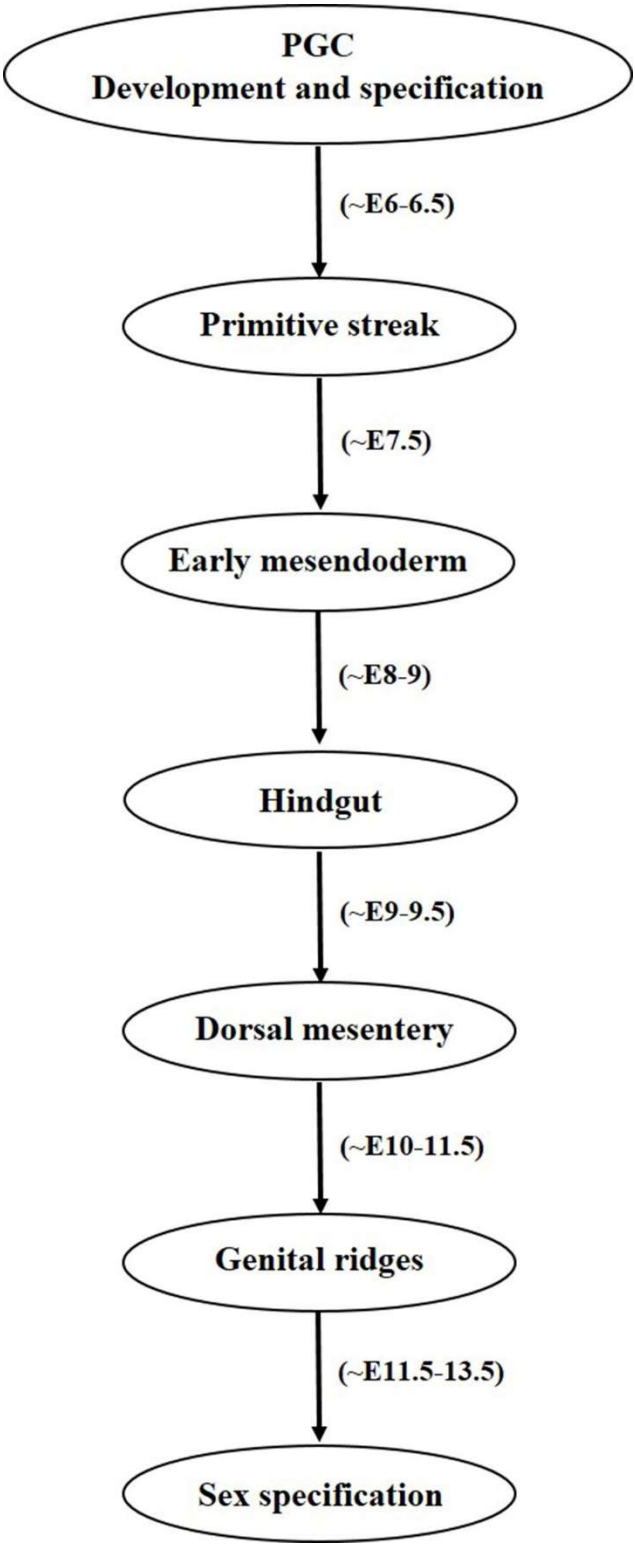 PGC
Development and specification
(~E6-6.5)
Primitive streak
(~E7.5)
Early mesendoderm
(~E8-9)
Hindgut
(~E9-9.5)
Dorsal mesentery
(~E10-11.5)
Genital ridges
(~E11.5-13.5)
Sex specification